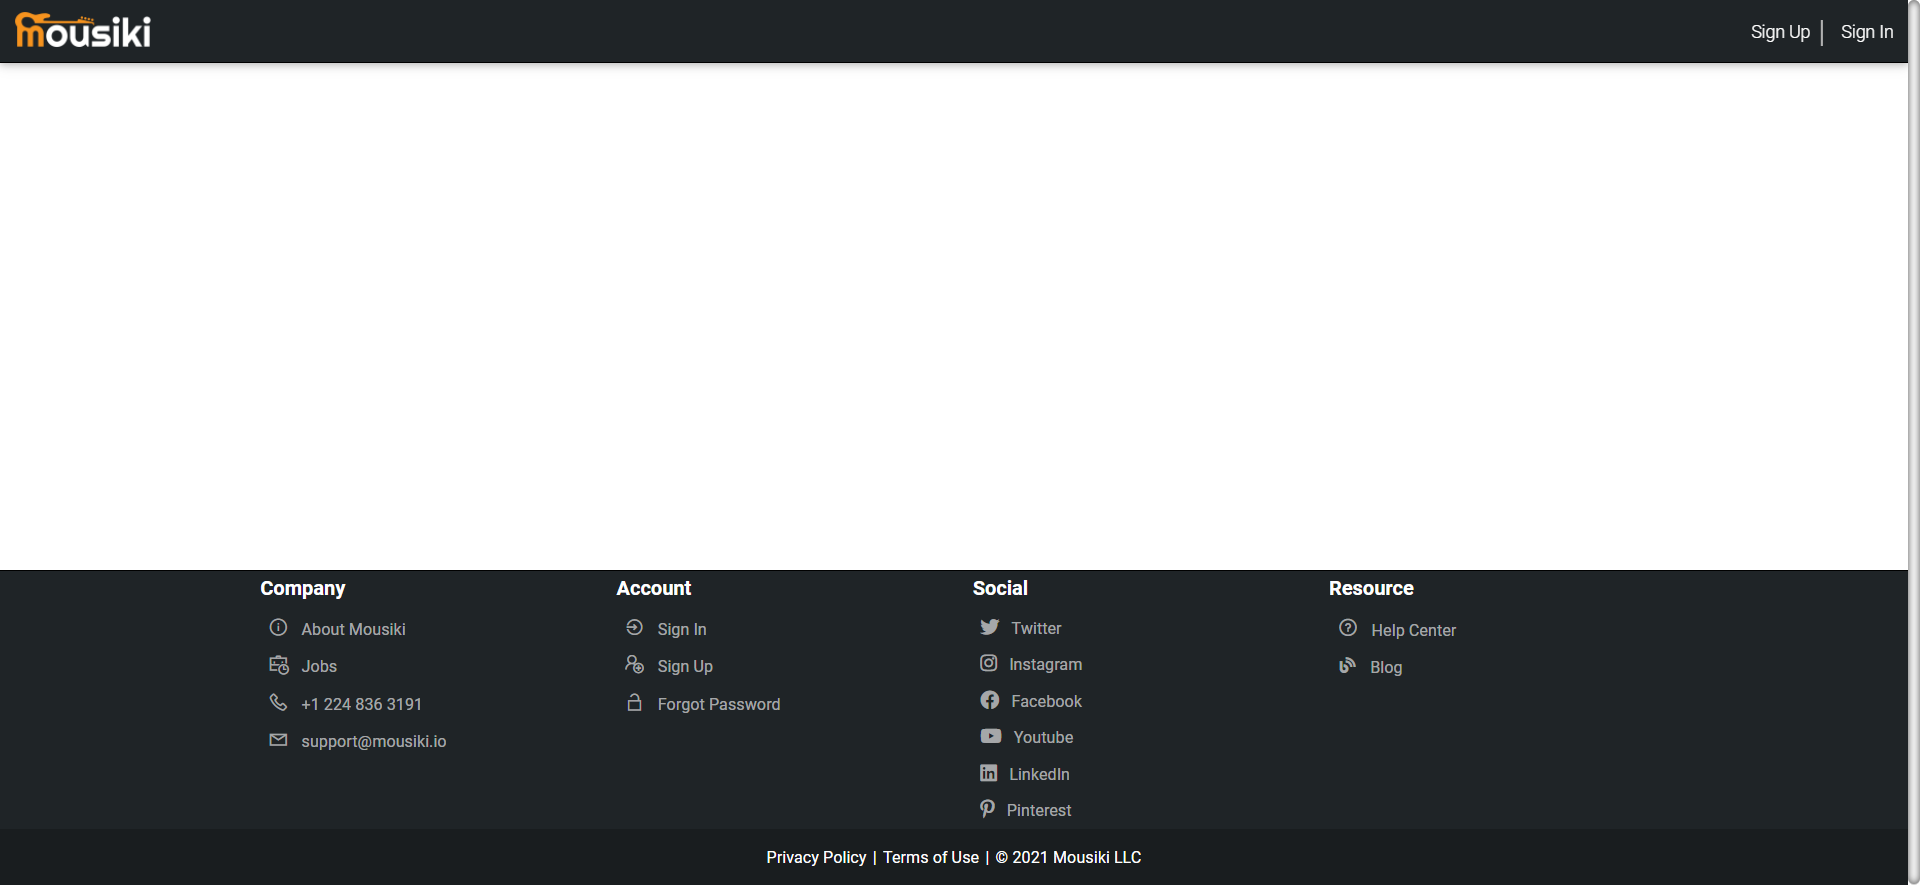 mousiki
Sign Up | Sign In
Company
About Mousiki
Jobs
+1 224 836 3191
support@mousiki.io
Account
Sign In
Sign Up
Forgot Password
Social
Twitter
Instagram
Facebook
Youtube
LinkedIn
Pinterest
Resource
Help Center
Blog
Privacy Policy | Terms of Use | © 2021 Mousiki LLC